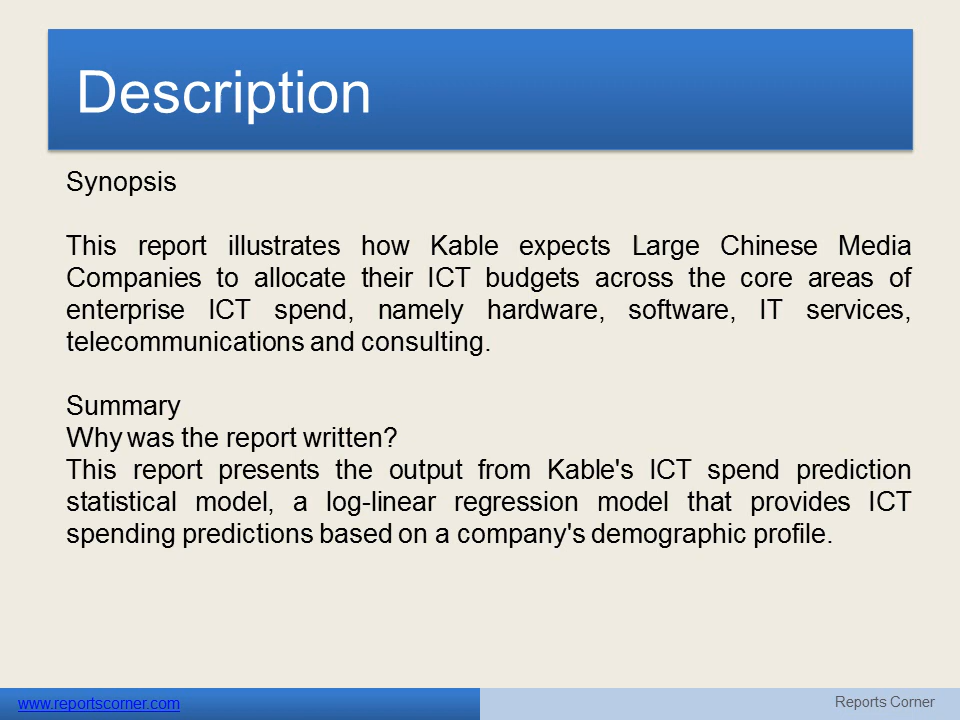 Description
Synopsis
This report illustrates how Kable expects Large Chinese Media
Companies to allocate their ICT budgets across the core areas of
enterprise ICT spend, namely hardware, software, IT services,
telecommunications and consulting.
Summary
Why was the report written?
This report presents the output from Kable's ICT spend prediction
statistical model, a log-linear regression model that provides ICT
spending predictions based on a company's demographic profile.
www.reportscorner.com
Reports Corner